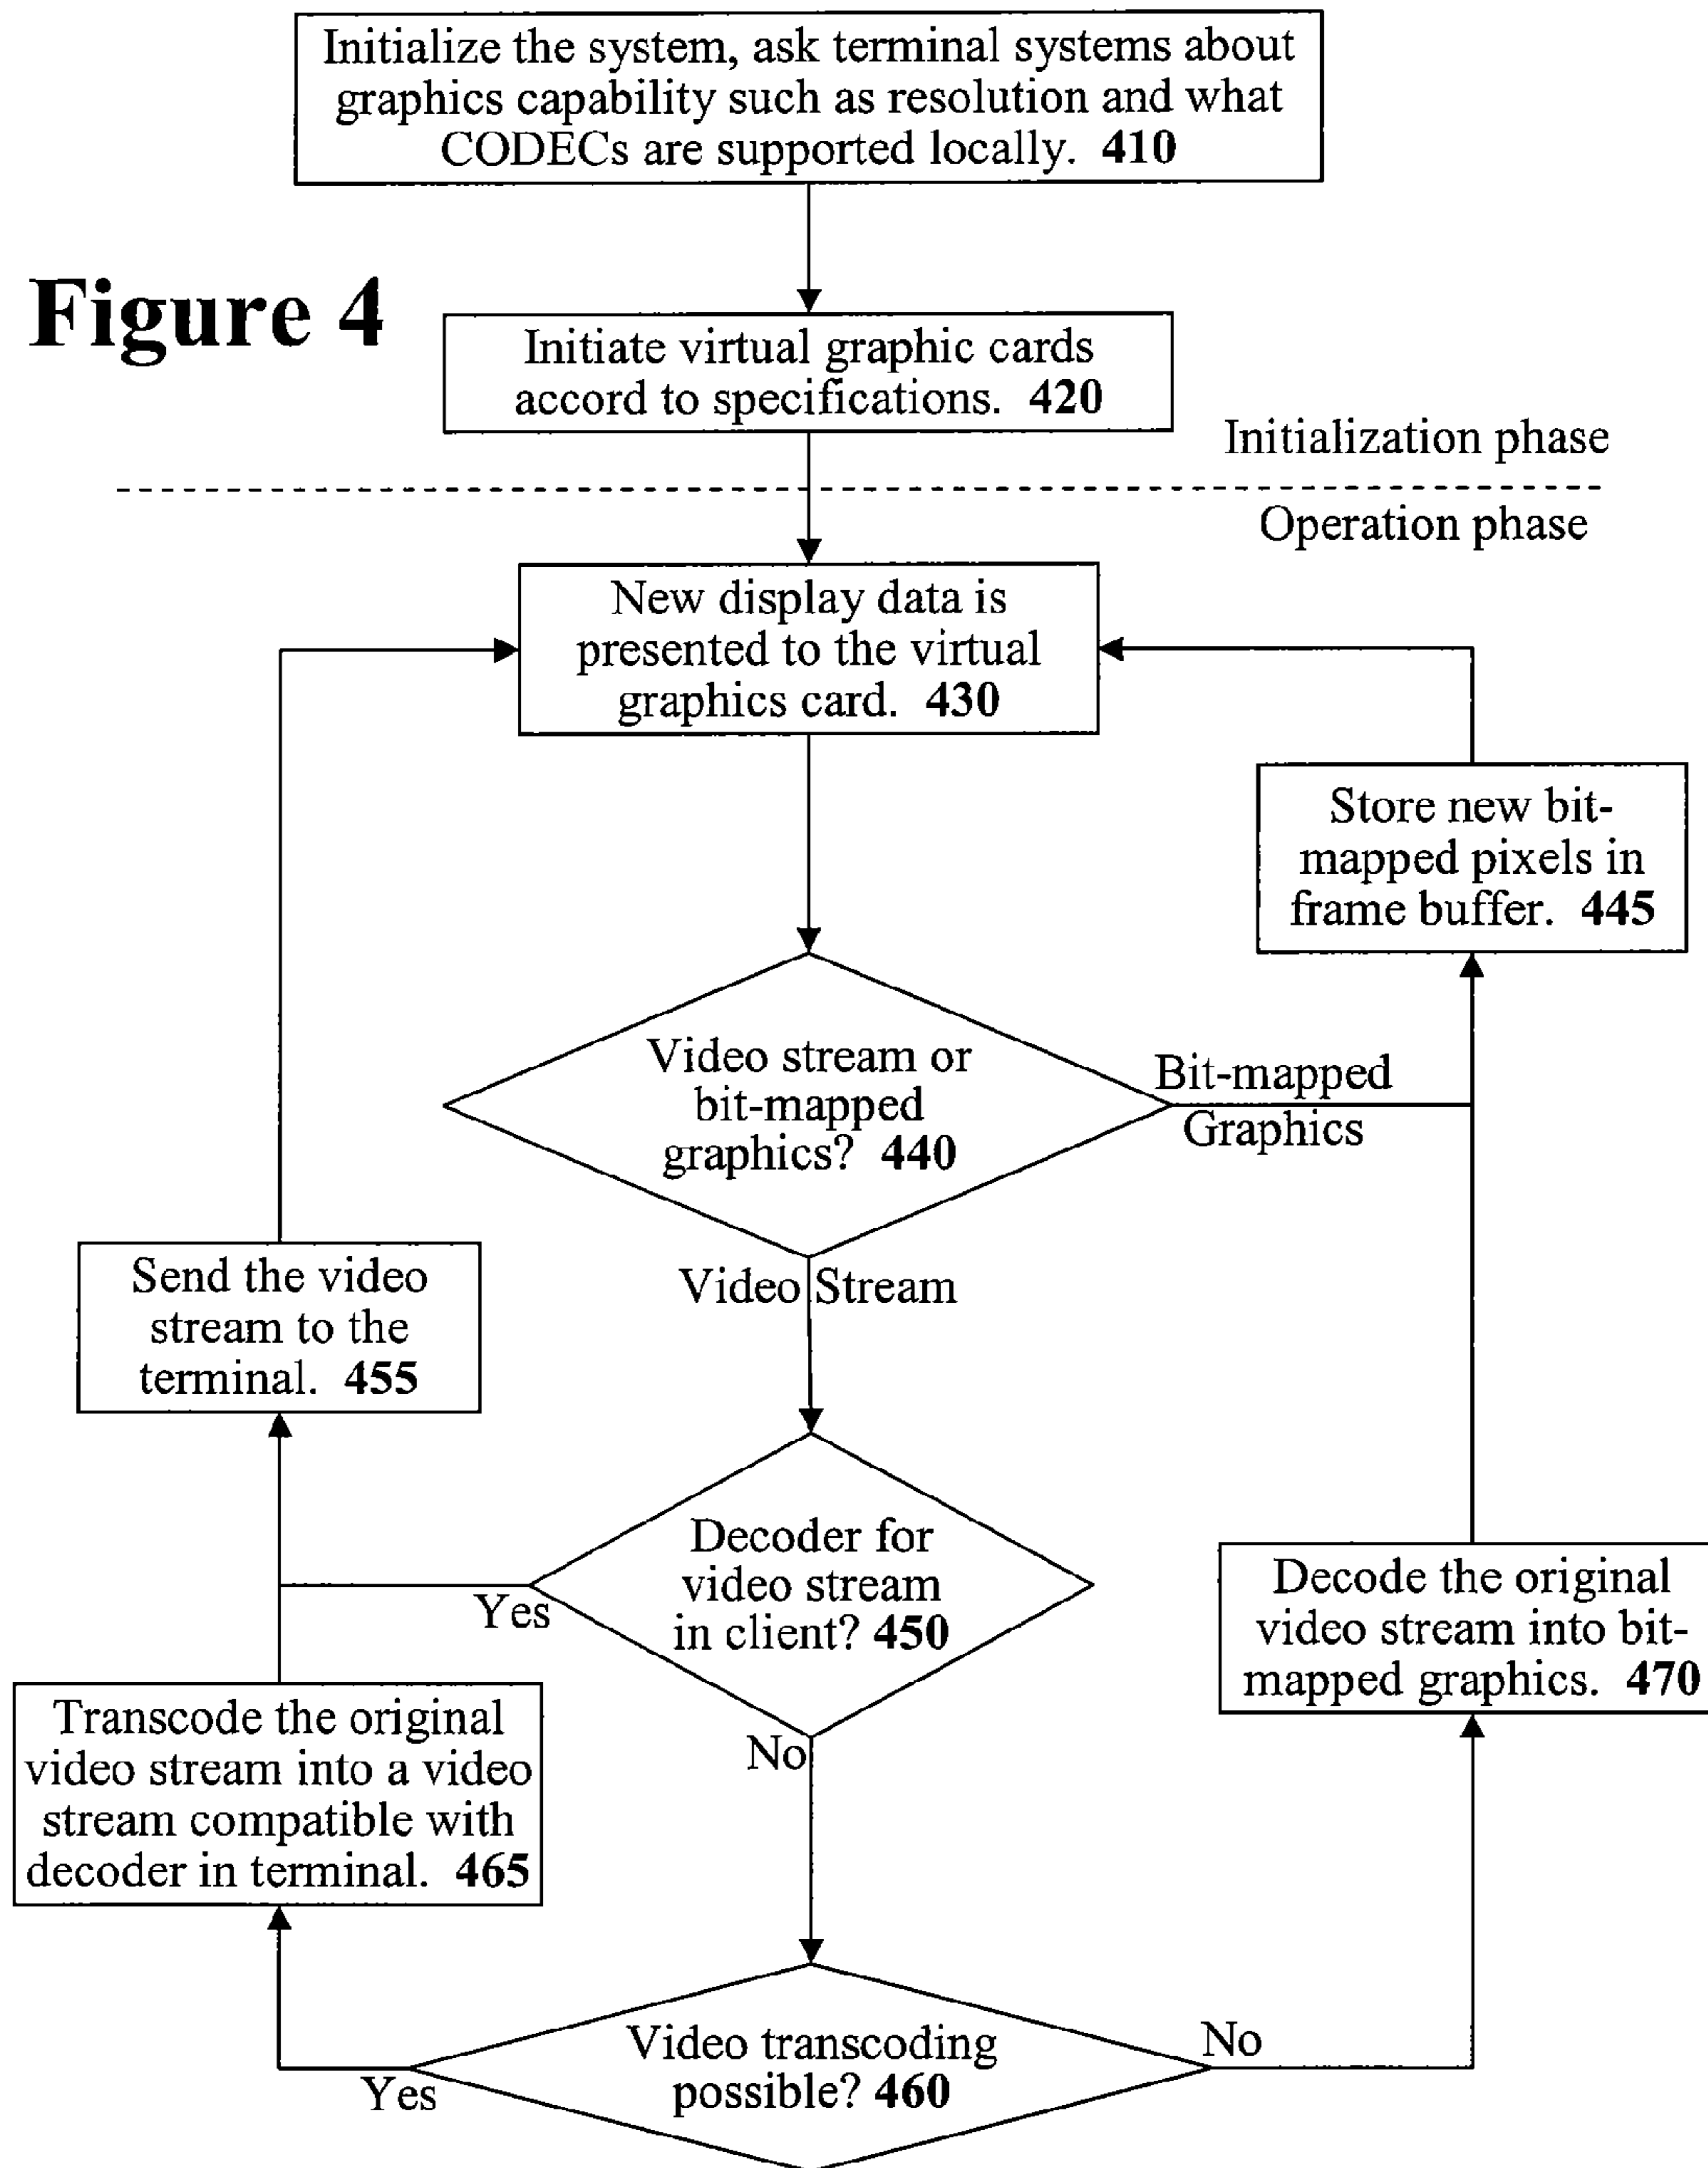 Initialize the system, ask terminal systems about
graphics capability such as resolution and what
CODECs are supported locally. 410
Figure 4
Initiate virtual graphic cards
accord to specifications. 420
Initialization phase
Operation phase
New display data is
presented to the virtual
graphics card. 430
Store new bit-
mapped pixels in
frame buffer. 445
Video stream or
bit-mapped
graphics? 440
Bit-mapped
Graphics
Video Stream
Send the video
stream to the
terminal. 455
Decoder for
video stream
in client? 450
Yes
No
Decode the original
video stream into bit-
mapped graphics. 470
Transcode the original
video stream into a video
stream compatible with
decoder in terminal. 465
Video transcoding
possible? 460
Yes
No